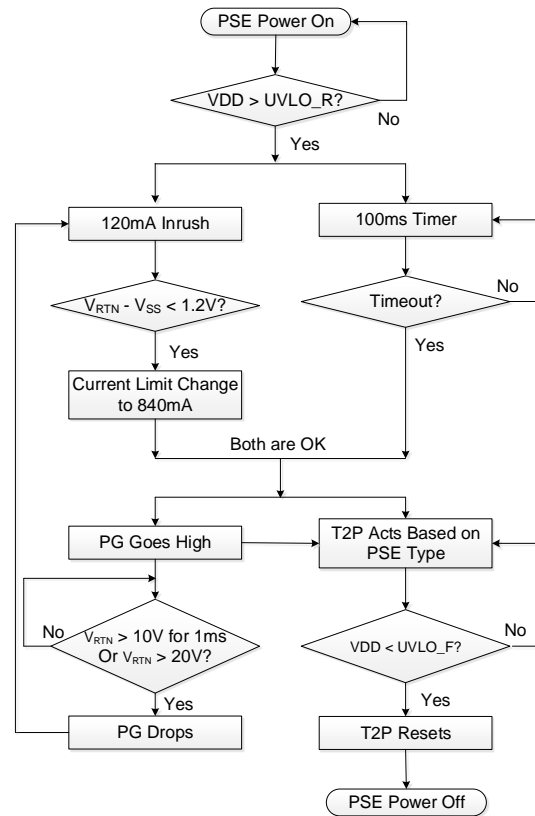 PSE Power On
VDD > UVLO_R?
No
Yes
120mA Inrush
100ms Timer
VRTN - VSS < 1.2V?
Timeout?
No
Yes
Yes
Current Limit Change
to 840mA
Both are OK
PG Goes High
T2P Acts Based on
PSE Type
No
VRTN > 10V for 1ms
Or VRTN > 20V?
VDD < UVLO_F?
No
Yes
Yes
PG Drops
T2P Resets
PSE Power Off